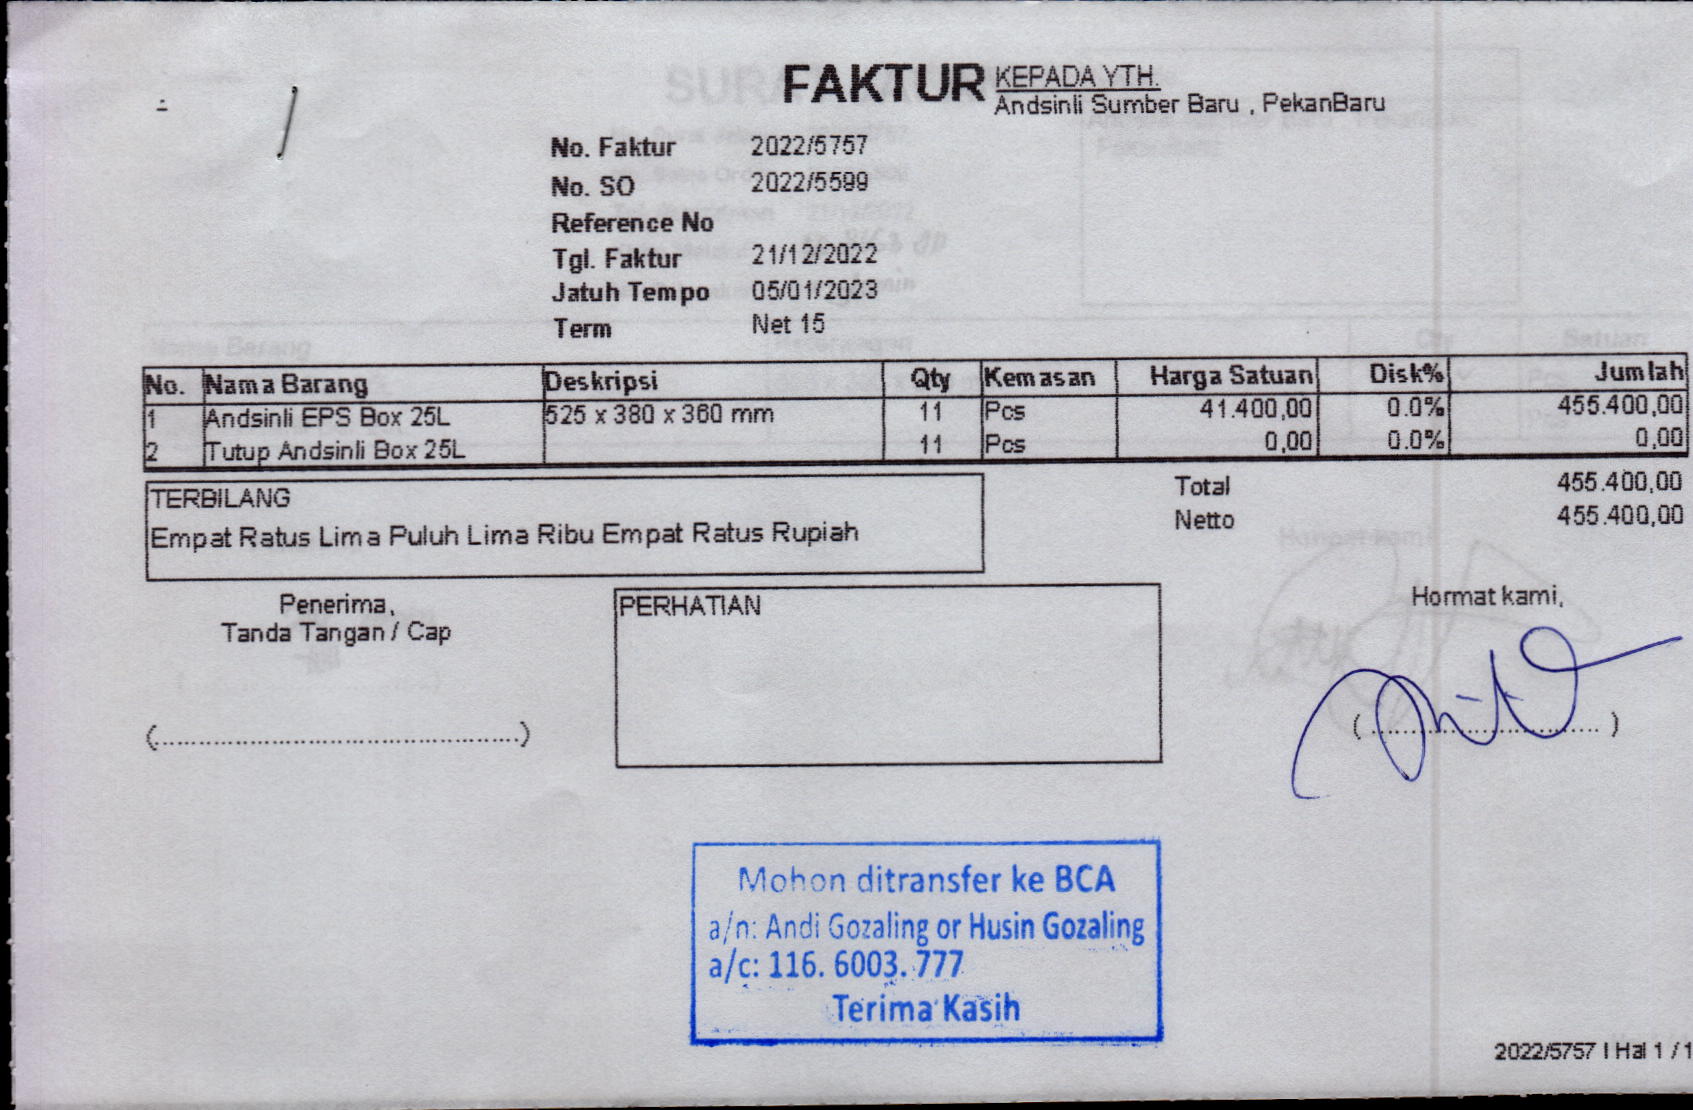 FAKTUR
KEPADA YTH.
Andsinli Sumber Baru , PekanBaru
No. Faktur 2022/5757
No. SO 2022/5599
Reference No
Tgl. Faktur 21/12/2022
Jatuh Tempo 05/01/2023
Term Net 15
No. Nama Barang Deskripsi Qty Kemasan Harga Satuan Disk% Jumlah
1 Andsinli EPS Box 25L 525 x 380 x 360 mm 11 Pcs 41.400,00 0.0% 455.400,00
2 Tutup Andsinli Box 25L 11 Pcs 0,00 0.0% 0,00
TERBILANG
Empat Ratus Lima Puluh Lima Ribu Empat Ratus Rupiah
Total 455.400,00
Netto 455.400,00
Penerima,
Tanda Tangan / Cap
(................................................)
PERHATIAN
Hormat kami,
(................................)
Mohon ditransfer ke BCA
a/n: Andi Gozaling or Husin Gozaling
a/c: 116. 6003. 777
Terima Kasih
2022/5757 I Hal 1 / 1